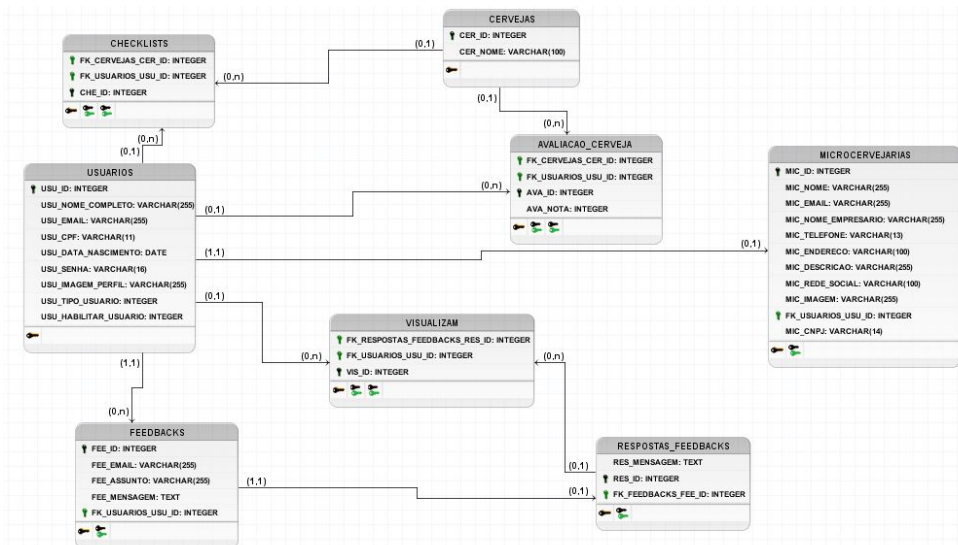 CERVEJAS
CER_ID: INTEGER
CER_NOME: VARCHAR(100)
CHECKLISTS
FK_CERVEJAS_CER_ID: INTEGER
FK_USUARIOS_USU_ID: INTEGER
CHE_ID: INTEGER
(0,1)
(0,n)
(0,1)
(0,n)
(0,n)
(0,1)
AVALIACAO_CERVEJA
FK_CERVEJAS_CER_ID: INTEGER
FK_USUARIOS_USU_ID: INTEGER
AVA_ID: INTEGER
AVA_NOTA: INTEGER
MICROCERVEJARIAS
MIC_ID: INTEGER
MIC_NOME: VARCHAR(255)
MIC_EMAIL: VARCHAR(255)
MIC_NOME_EMPRESARIO: VARCHAR(255)
MIC_TELEFONE: VARCHAR(13)
MIC_ENDERECO: VARCHAR(100)
MIC_DESCRICAO: VARCHAR(255)
MIC_REDE_SOCIAL: VARCHAR(100)
MIC_IMAGEM: VARCHAR(255)
FK_USUARIOS_USU_ID: INTEGER
MIC_CNPJ: VARCHAR(14)
USUARIOS
USU_ID: INTEGER
USU_NOME_COMPLETO: VARCHAR(255)
USU_EMAIL: VARCHAR(255)
USU_CPF: VARCHAR(11)
USU_DATA_NASCIMENTO: DATE
USU_SENHA: VARCHAR(16)
USU_IMAGEM_PERFIL: VARCHAR(255)
USU_TIPO_USUARIO: INTEGER
USU_HABILITAR_USUARIO: INTEGER
(0,1)
(0,n)
(1,1)
(0,1)
(0,1)
(0,n)
(1,1)
(0,n)
VISUALIZAM
FK_RESPOSTAS_FEEDBACKS_RES_ID: INTEGER
FK_USUARIOS_USU_ID: INTEGER
VIS_ID: INTEGER
(0,n)
(0,1)
FEEDBACKS
FEE_ID: INTEGER
FEE_EMAIL: VARCHAR(255)
FEE_ASSUNTO: VARCHAR(255)
FEE_MENSAGEM: TEXT
FK_USUARIOS_USU_ID: INTEGER
(1,1)
(0,1)
RESPOSTAS_FEEDBACKS
RES_MENSAGEM: TEXT
RES_ID: INTEGER
FK_FEEDBACKS_FEE_ID: INTEGER